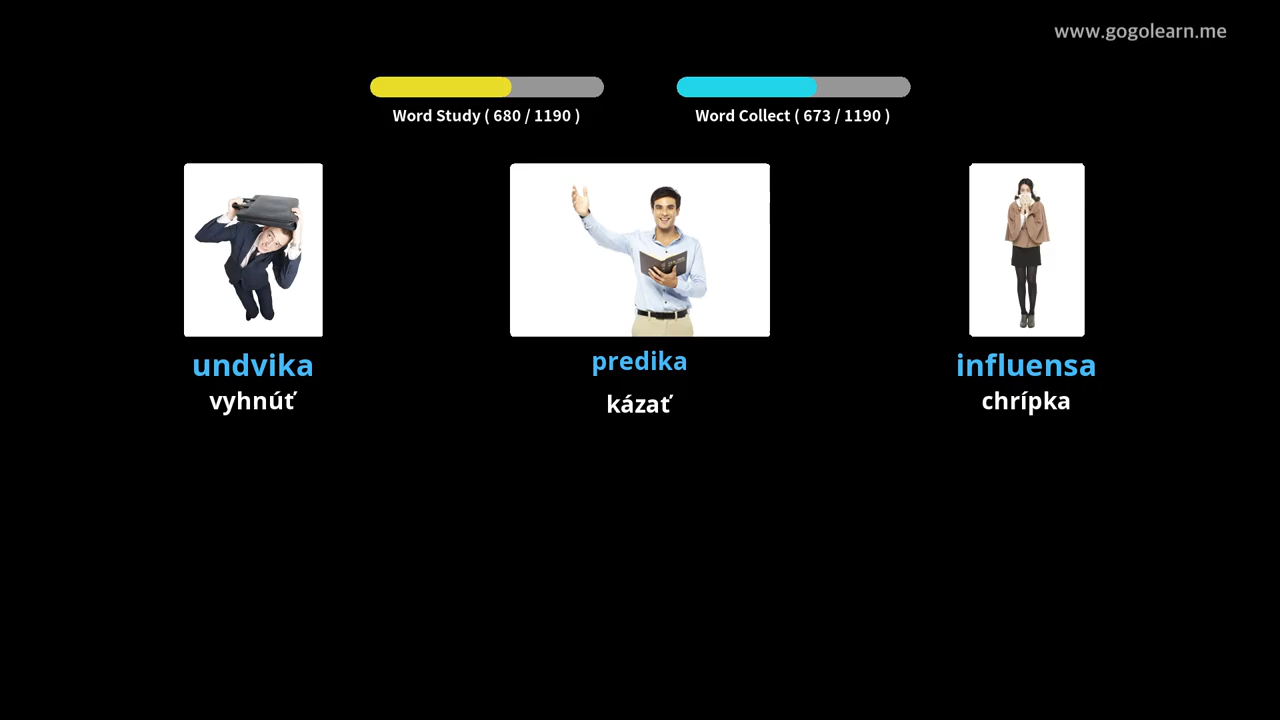 www.gogolearn.me
Word Study ( 680 / 1190 )
Word Collect ( 673 / 1190 )
undvika
vyhnúť
predika
kázať
influensa
chrípka